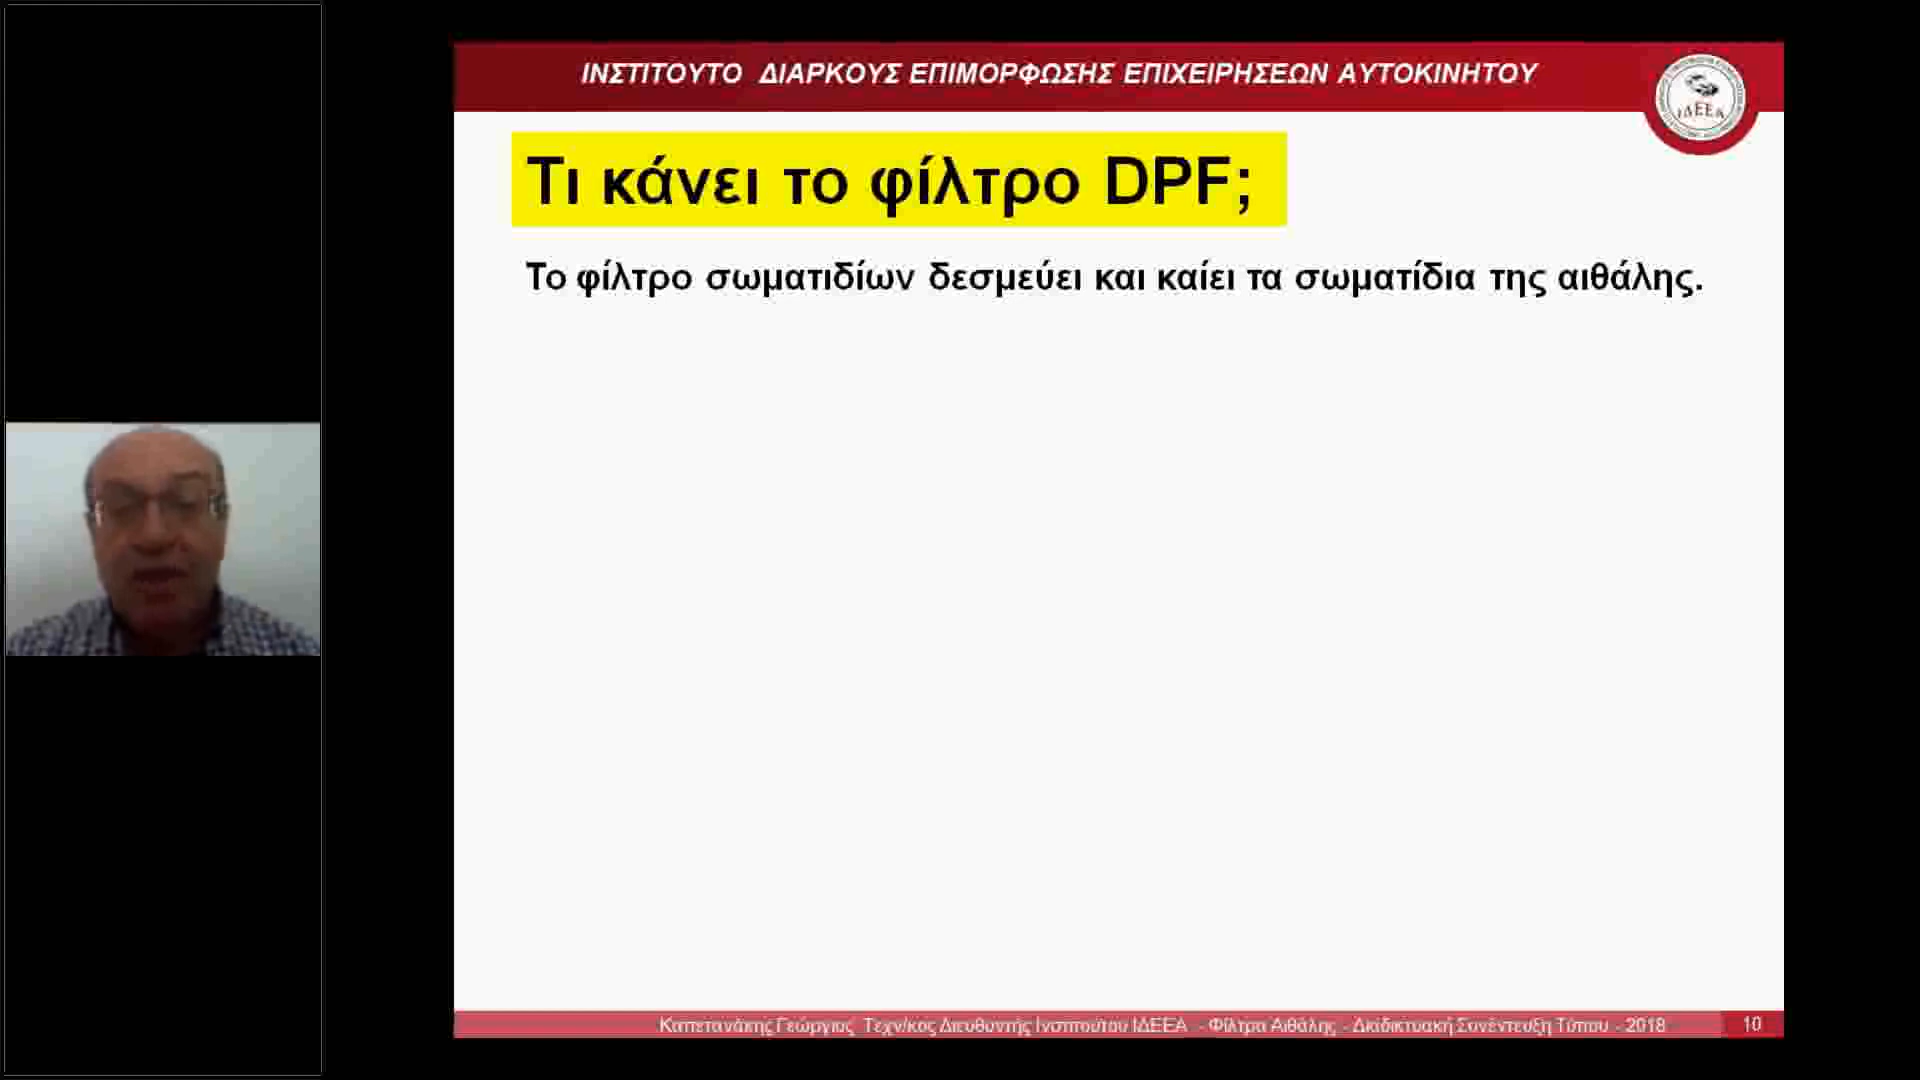 ΙΝΣΤΙΤΟΥΤΟ ΔΙΑΡΚΟΥΣ ΕΠΙΜΟΡΦΩΣΗΣ ΕΠΙΧΕΙΡΗΣΕΩΝ ΑΥΤΟΚΙΝΗΤΟΥ
ΙΔΕΕΑ
Τι κάνει το φίλτρο DPF;
Το φίλτρο σωματιδίων δεσμεύει και καίει τα σωματίδια της αιθάλης.
Καπετανάκης Γεώργιος Τεχν/κος Διευθυντής Ινστιτούτου ΙΔΕΕΑ - Φίλτρα Αιθάλης - Διαδικτυακή Συνέντευξη Τύπου - 2018
10